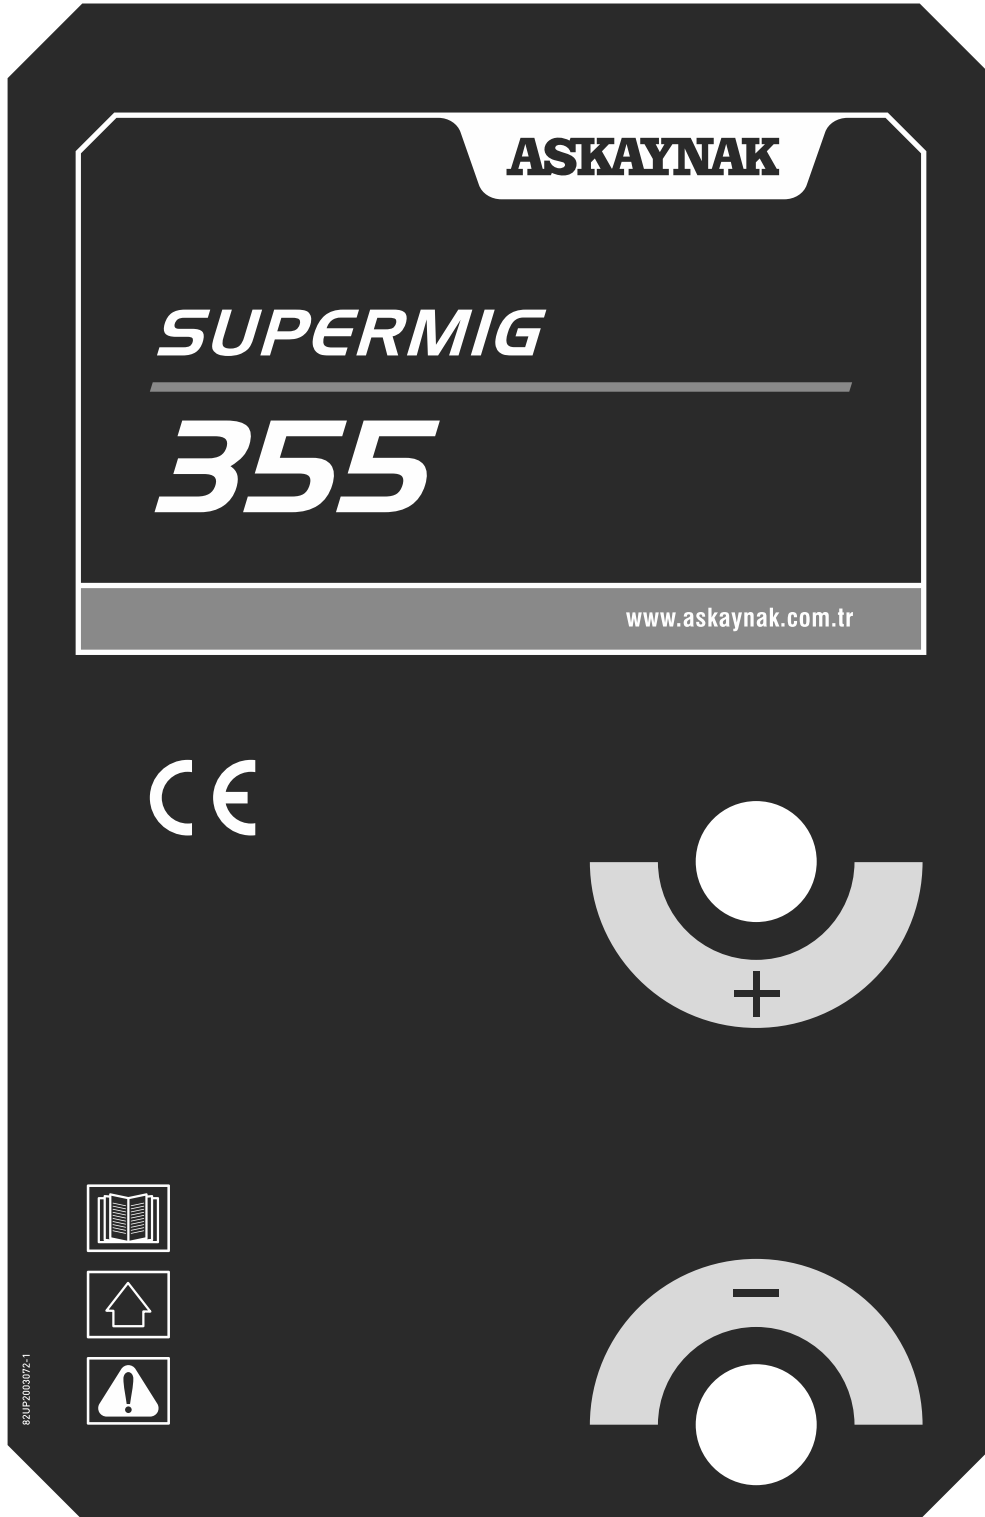 ASKAYNAK
SUPERMIG
355
www.askaynak.com.tr
CE
+
82UP2003072-1
−